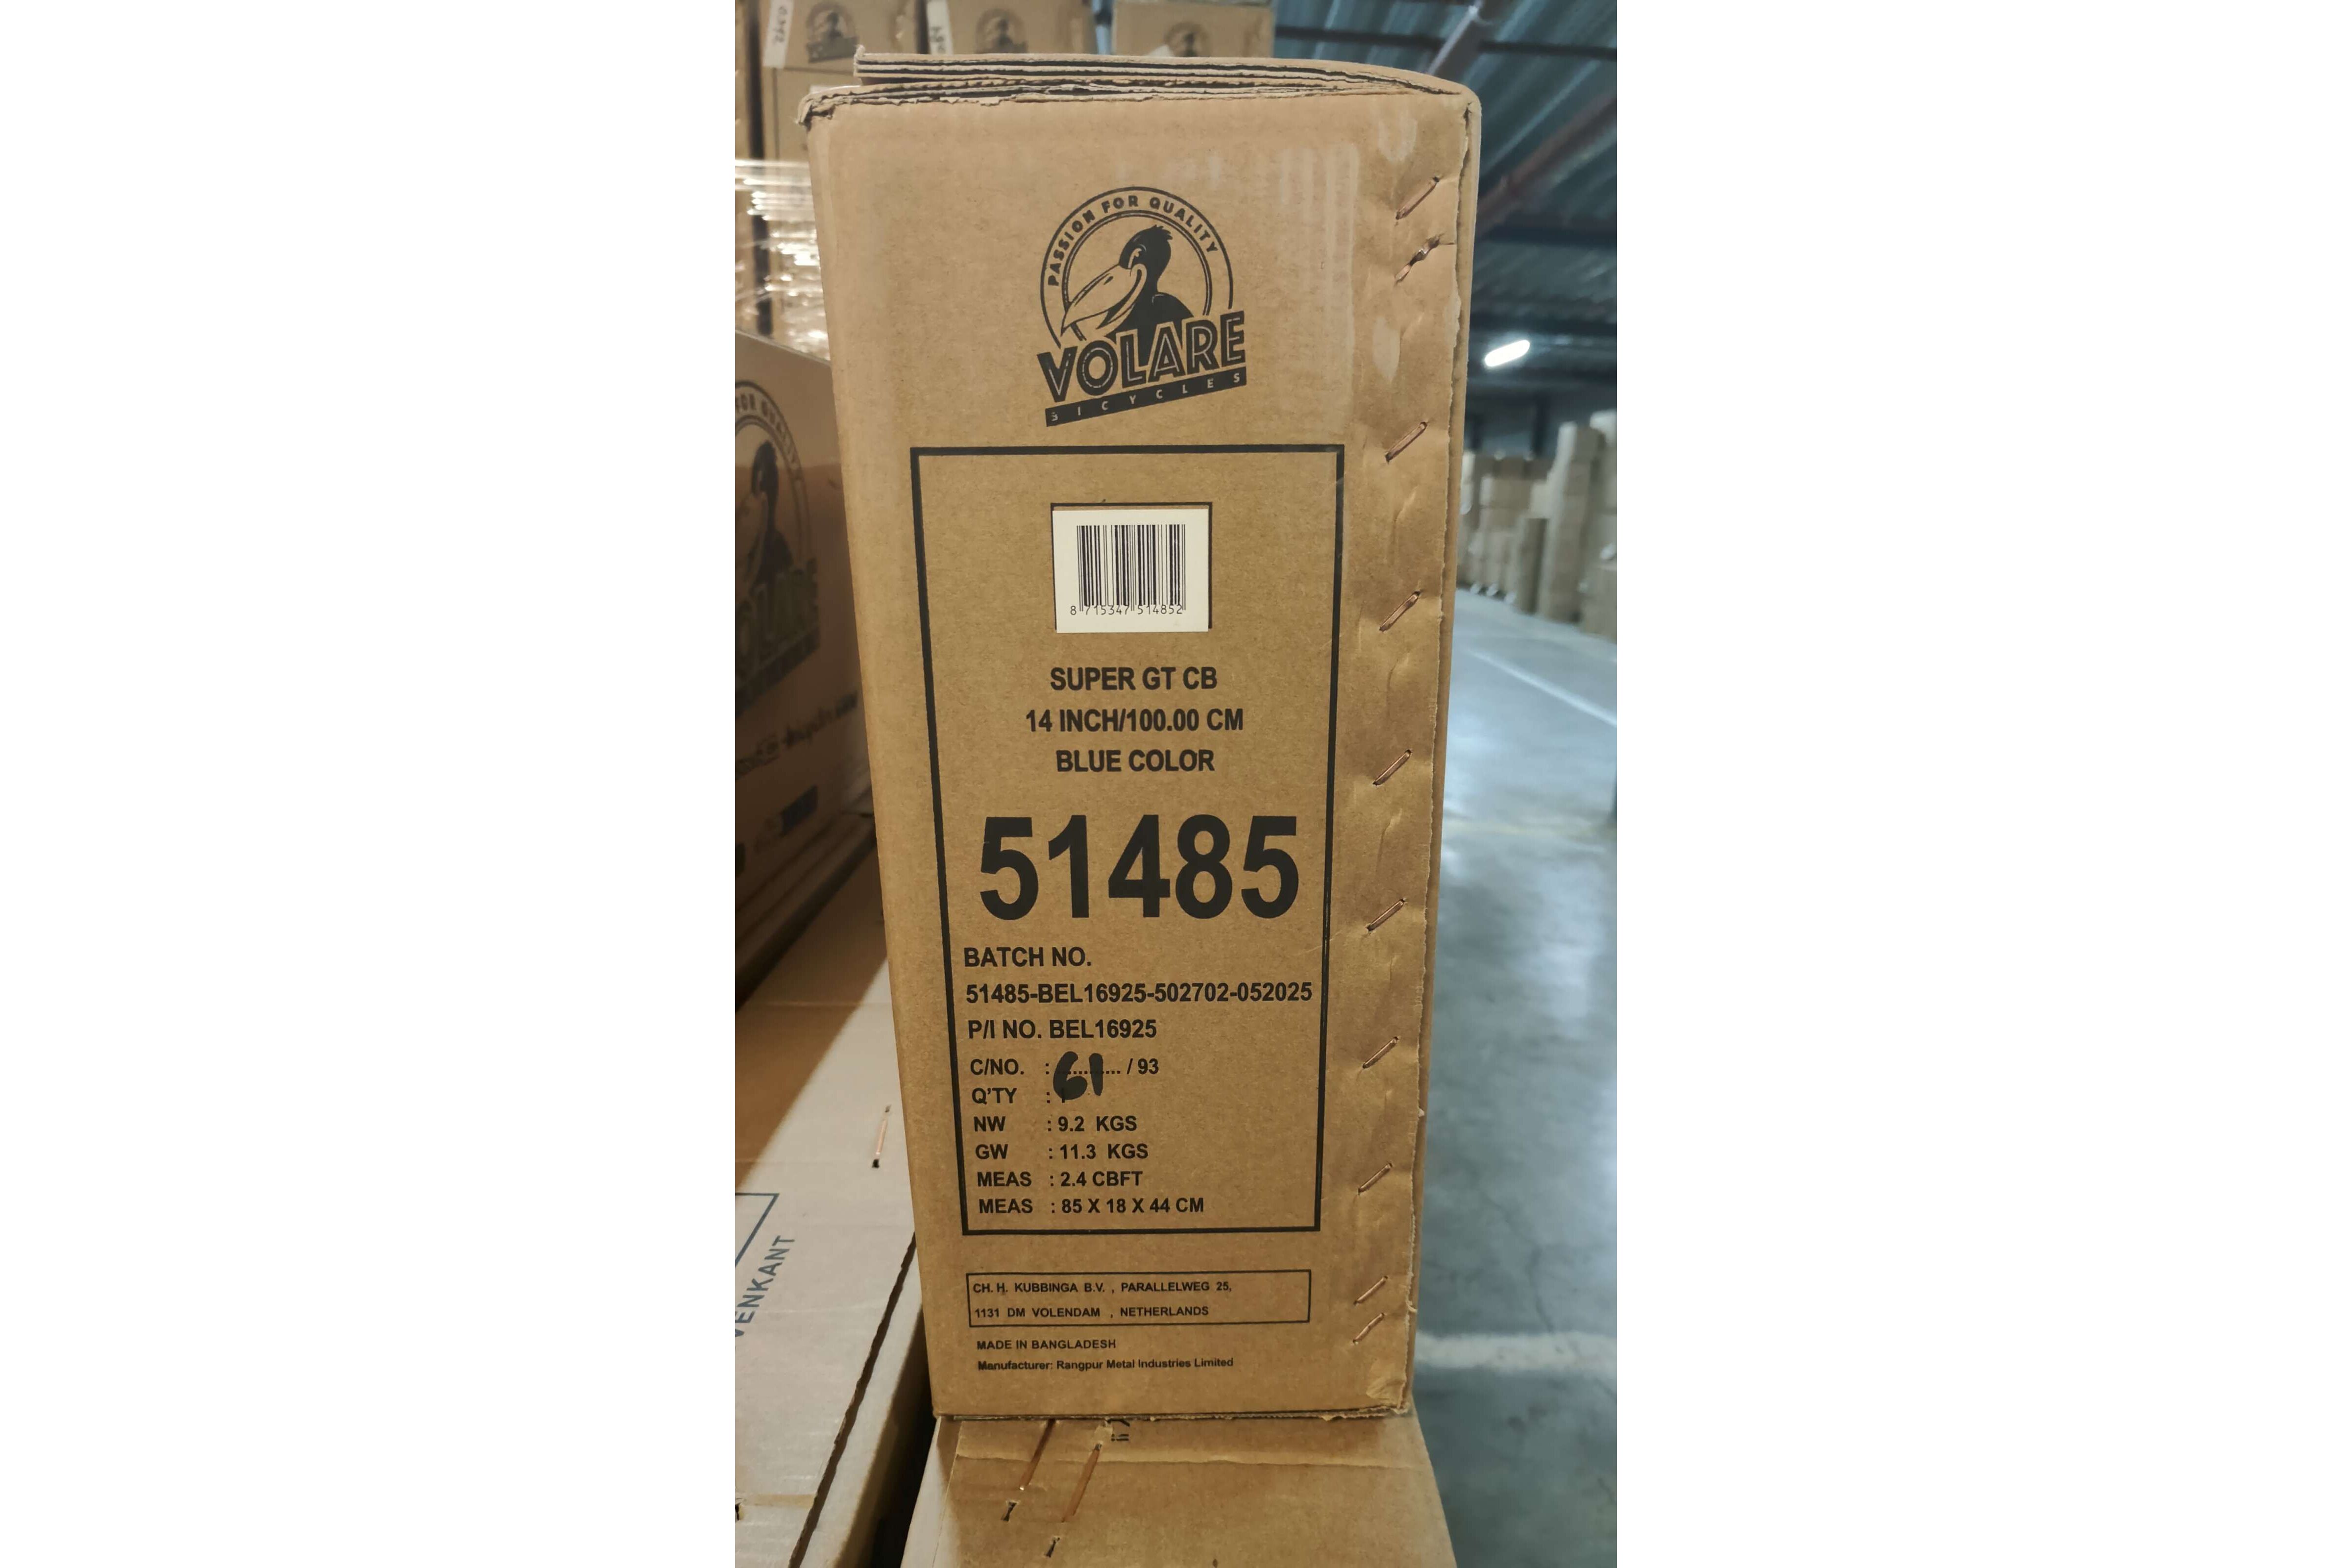 PASSION FOR QUALITY
VOLARE
BICYCLES
8 715347 514852
SUPER GT CB
14 INCH/100.00 CM
BLUE COLOR
51485
BATCH NO.
51485-BEL16925-502702-052025
P/I NO. BEL16925
C/NO. : 61 / 93
Q'TY : 1
NW : 9.2 KGS
GW : 11.3 KGS
MEAS : 2.4 CBFT
MEAS : 85 X 18 X 44 CM
CH. H. KUBBINGA B.V. , PARALLELWEG 25,
1131 DM VOLENDAM , NETHERLANDS
MADE IN BANGLADESH
Manufacturer: Rangpur Metal Industries Limited